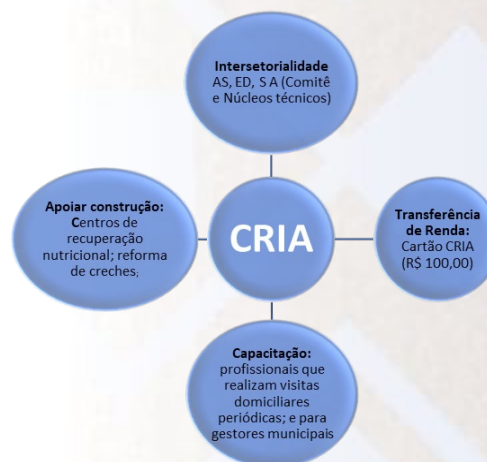 Intersetorialidade
AS, ED, S A (Comitê
e Núcleos técnicos)
Apoiar construção:
Centros de
recuperação
nutricional; reforma
de creches;
CRIA
Transferência
de Renda:
Cartão CRIA
(R$ 100,00)
Capacitação:
profissionais que
realizam visitas
domiciliares
periódicas; e para
gestores municipais